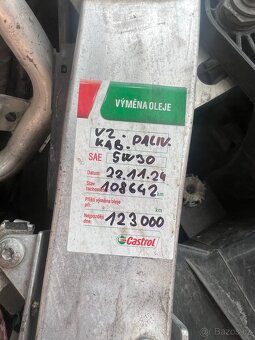 VÝMĚNA OLEJE
VZ. PALIV.
KAB.
SAE 5W30
Datum: 22.11.24
Stav tachometru: 108642 km
Příští výměna oleje při: km
Nejpozději dne: 123000
Castrol